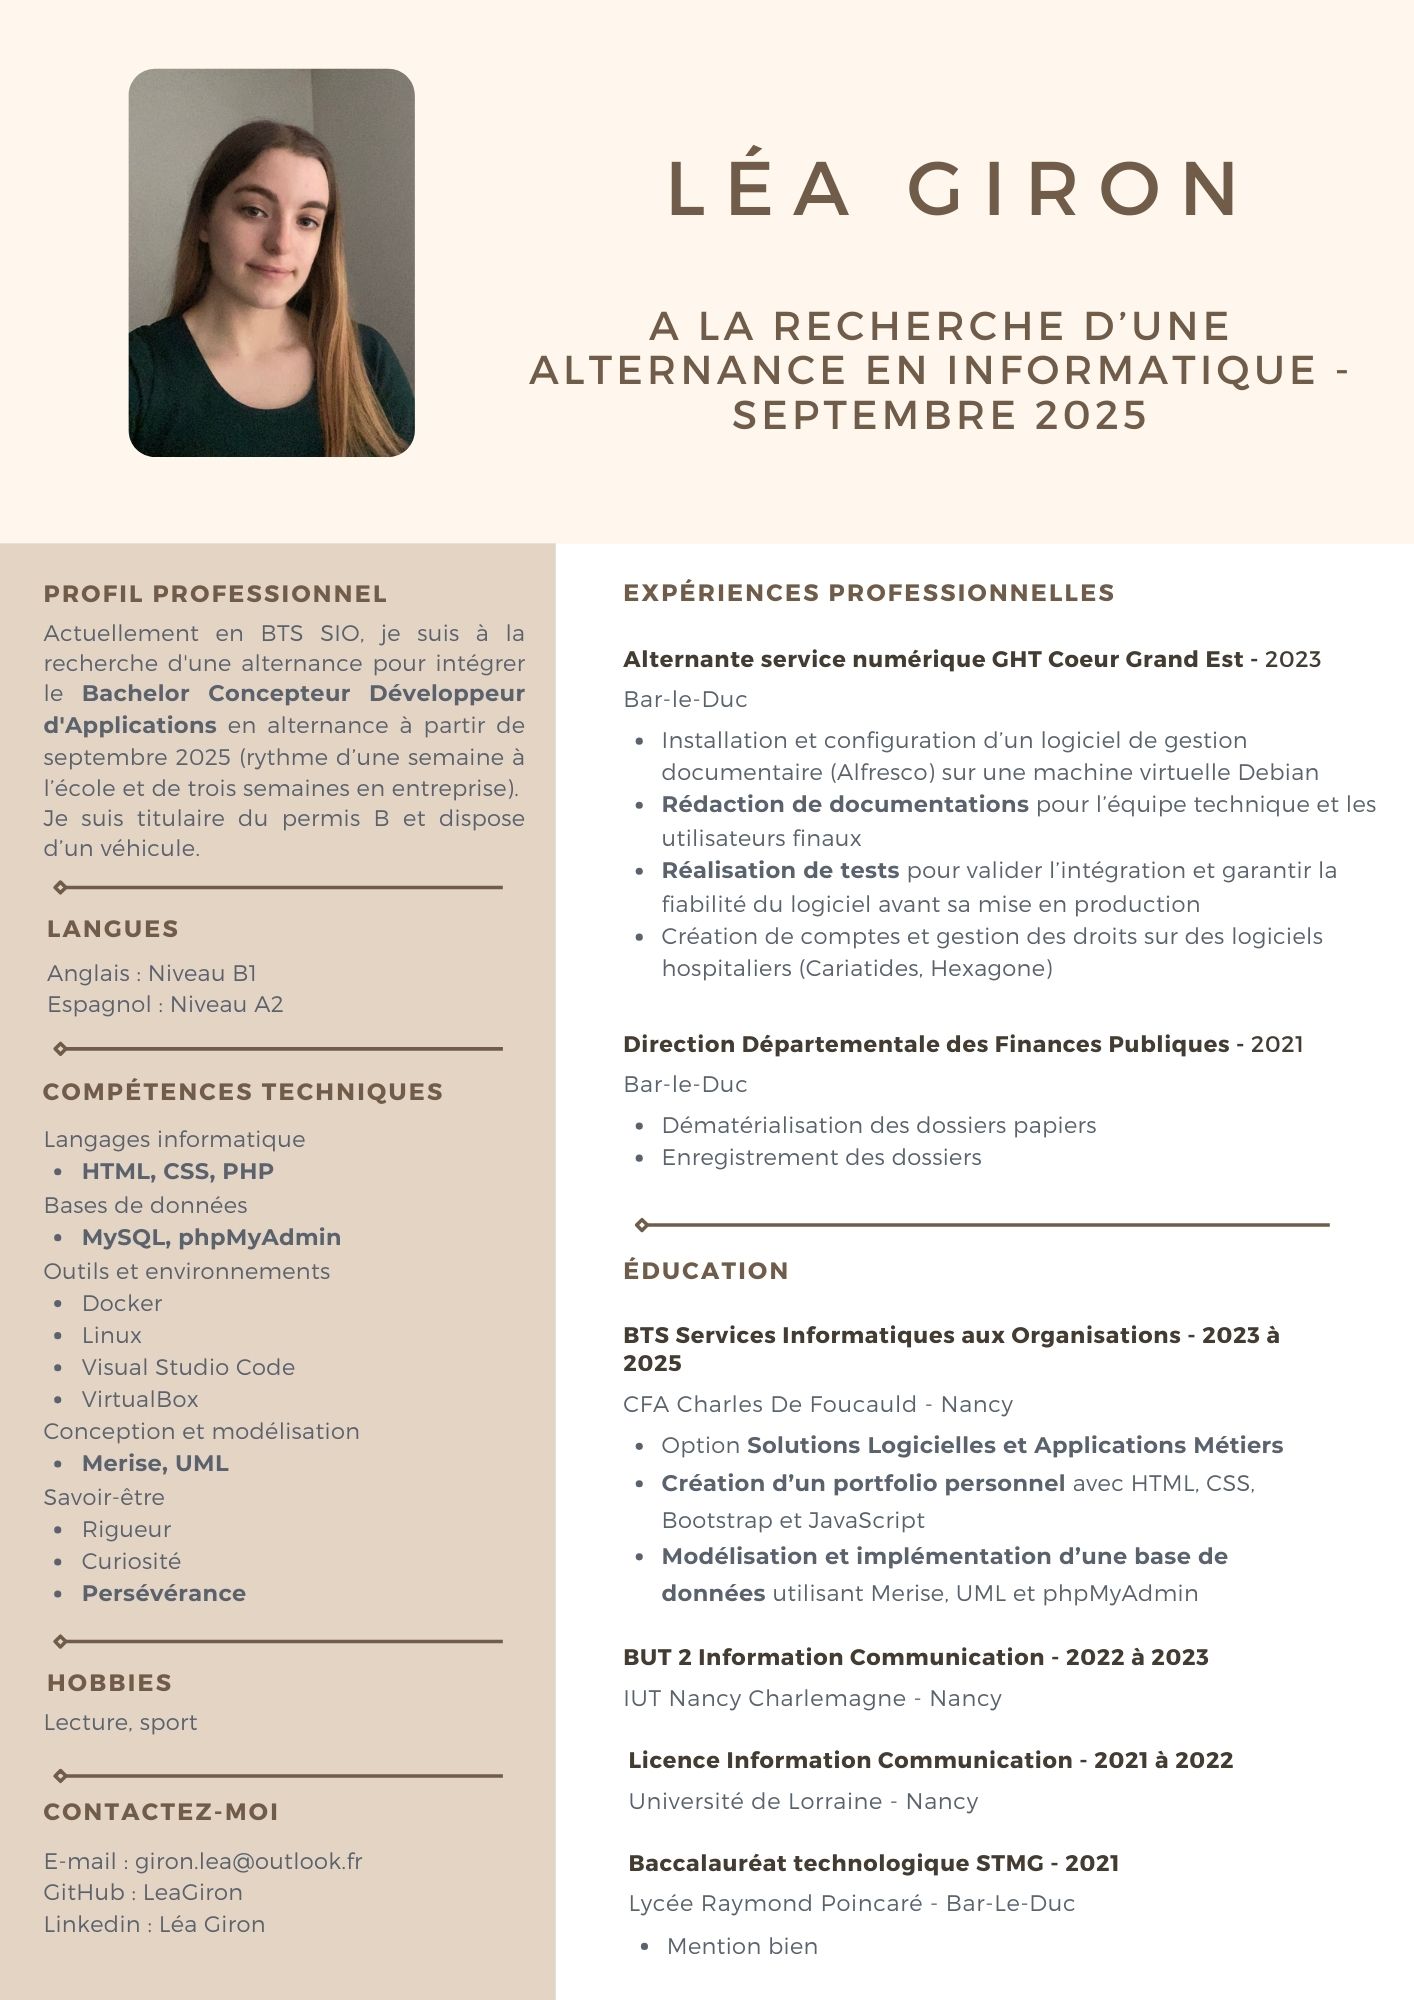 LÉA GIRON
A LA RECHERCHE D’UNE
ALTERNANCE EN INFORMATIQUE -
SEPTEMBRE 2025
PROFIL PROFESSIONNEL
Actuellement en BTS SIO, je suis à la
recherche d'une alternance pour intégrer
le Bachelor Concepteur Développeur
d'Applications en alternance à partir de
septembre 2025 (rythme d’une semaine à
l’école et de trois semaines en entreprise).
Je suis titulaire du permis B et dispose
d’un véhicule.
LANGUES
Anglais : Niveau B1
Espagnol : Niveau A2
COMPÉTENCES TECHNIQUES
Langages informatique
• HTML, CSS, PHP
Bases de données
• MySQL, phpMyAdmin
Outils et environnements
• Docker
• Linux
• Visual Studio Code
• VirtualBox
Conception et modélisation
• Merise, UML
Savoir-être
• Rigueur
• Curiosité
• Persévérance
HOBBIES
Lecture, sport
CONTACTEZ-MOI
E-mail : giron.lea@outlook.fr
GitHub : LeaGiron
Linkedin : Léa Giron
EXPÉRIENCES PROFESSIONNELLES
Alternante service numérique GHT Coeur Grand Est - 2023
Bar-le-Duc
• Installation et configuration d’un logiciel de gestion
documentaire (Alfresco) sur une machine virtuelle Debian
• Rédaction de documentations pour l’équipe technique et les
utilisateurs finaux
• Réalisation de tests pour valider l’intégration et garantir la
fiabilité du logiciel avant sa mise en production
• Création de comptes et gestion des droits sur des logiciels
hospitaliers (Cariatides, Hexagone)
Direction Départementale des Finances Publiques - 2021
Bar-le-Duc
• Dématérialisation des dossiers papiers
• Enregistrement des dossiers
ÉDUCATION
BTS Services Informatiques aux Organisations - 2023 à
2025
CFA Charles De Foucauld - Nancy
• Option Solutions Logicielles et Applications Métiers
• Création d’un portfolio personnel avec HTML, CSS,
Bootstrap et JavaScript
• Modélisation et implémentation d’une base de
données utilisant Merise, UML et phpMyAdmin
BUT 2 Information Communication - 2022 à 2023
IUT Nancy Charlemagne - Nancy
Licence Information Communication - 2021 à 2022
Université de Lorraine - Nancy
Baccalauréat technologique STMG - 2021
Lycée Raymond Poincaré - Bar-Le-Duc
• Mention bien